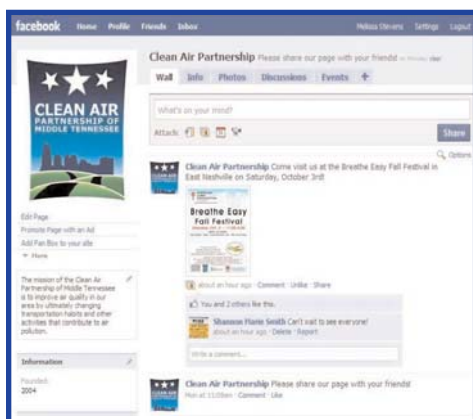 facebook Home Profile Friends Inbox Melissa Stevens Settings Logout
Clean Air Partnership Please share our page with your friends!
Wall Info Photos Discussions Events +
What's on your mind?
Attach:
Share
Options
CLEAN AIR
PARTNERSHIP OF
MIDDLE TENNESSEE
Edit Page
Promote Page with an Ad
Add Fan Box to your site
More
The mission of the Clean Air
Partnership of Middle Tennessee
is to improve air quality in our
area by ultimately changing
transportation habits and other
activities that contribute to air
pollution.
Information
Founded:
2004
Clean Air Partnership Come visit us at the Breathe Easy Fall Festival in
East Nashville on Saturday, October 3rd!
Breathe Easy
Fall Festival
about an hour ago · Comment · Unlike · Share
You and 2 others like this.
Shannon Marie Smith Can't wait to see everyone!
about an hour ago · Delete · Report
Write a comment...
Clean Air Partnership Please share our page with your friends!
Mon at 11:08am · Comment · Like